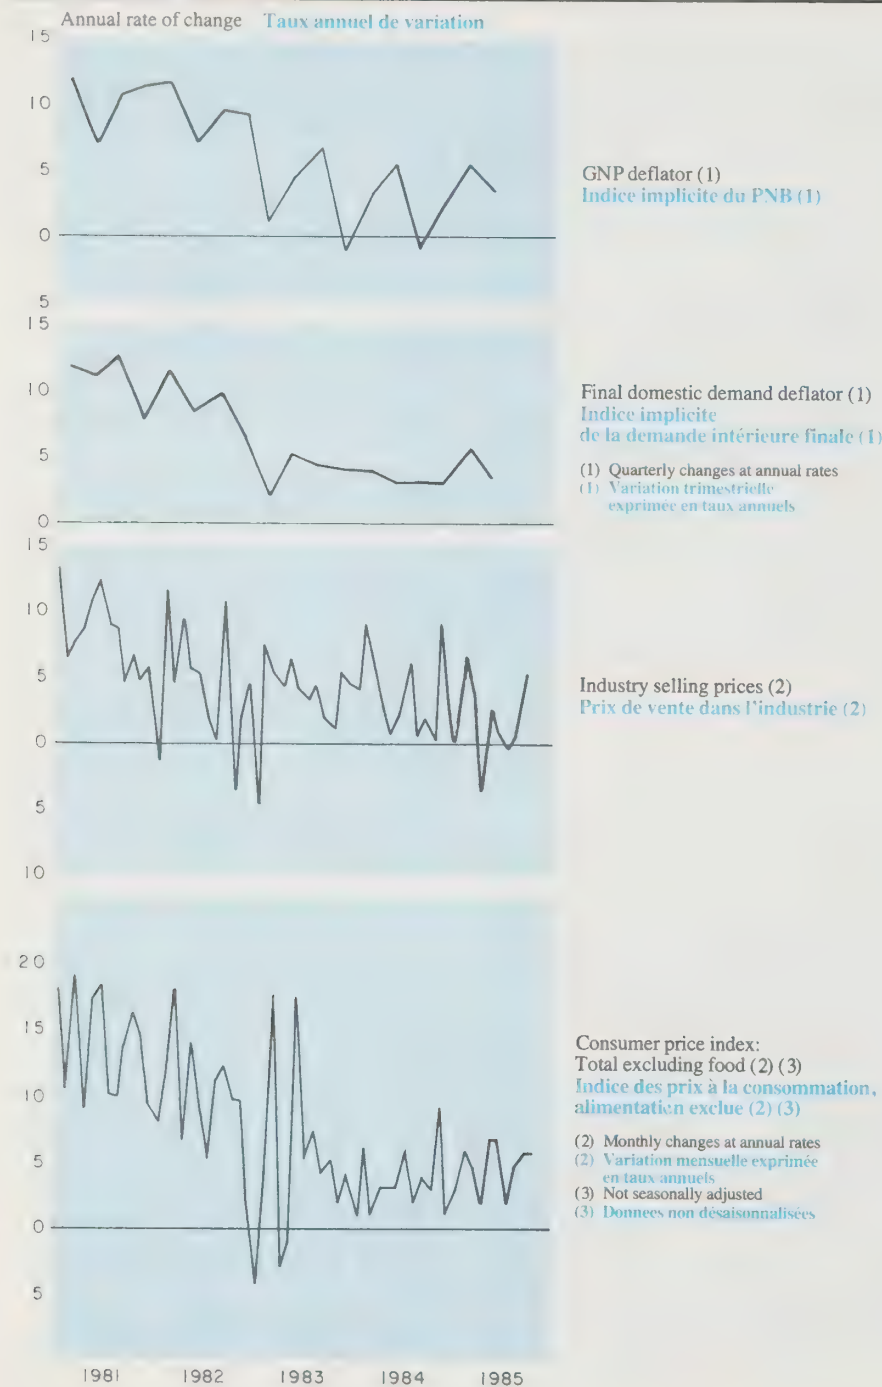 Annual rate of change Taux annuel de variation
15
10
5
0
5
GNP deflator (1)
Indice implicite du PNB (1)
15
10
5
0
Final domestic demand deflator (1)
Indice implicite
de la demande intérieure finale (1)
(1) Quarterly changes at annual rates
(1) Variation trimestrielle
exprimée en taux annuels
15
10
5
0
5
10
Industry selling prices (2)
Prix de vente dans l'industrie (2)
20
15
10
5
0
5
Consumer price index:
Total excluding food (2) (3)
Indice des prix à la consommation,
alimentation exclue (2) (3)
(2) Monthly changes at annual rates
(2) Variation mensuelle exprimée
en taux annuels
(3) Not seasonally adjusted
(3) Donnees non désaisonnalisées
1981 1982 1983 1984 1985